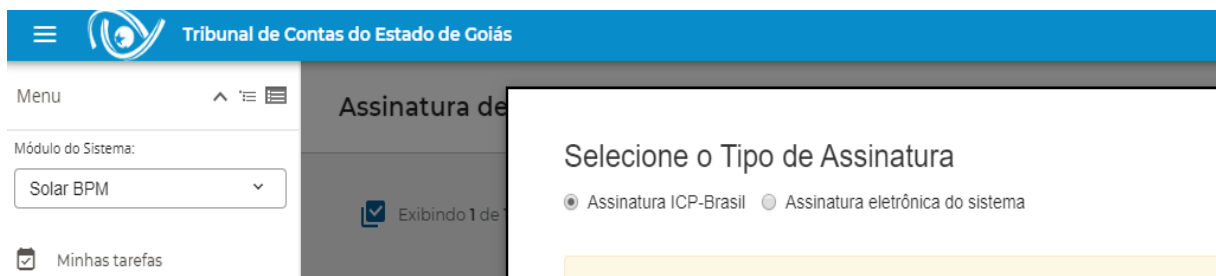 Tribunal de Contas do Estado de Goiás
Menu
Assinatura de
Módulo do Sistema:
Solar BPM
Selecione o Tipo de Assinatura
Assinatura ICP-Brasil Assinatura eletrônica do sistema
Exibindo 1 de
Minhas tarefas